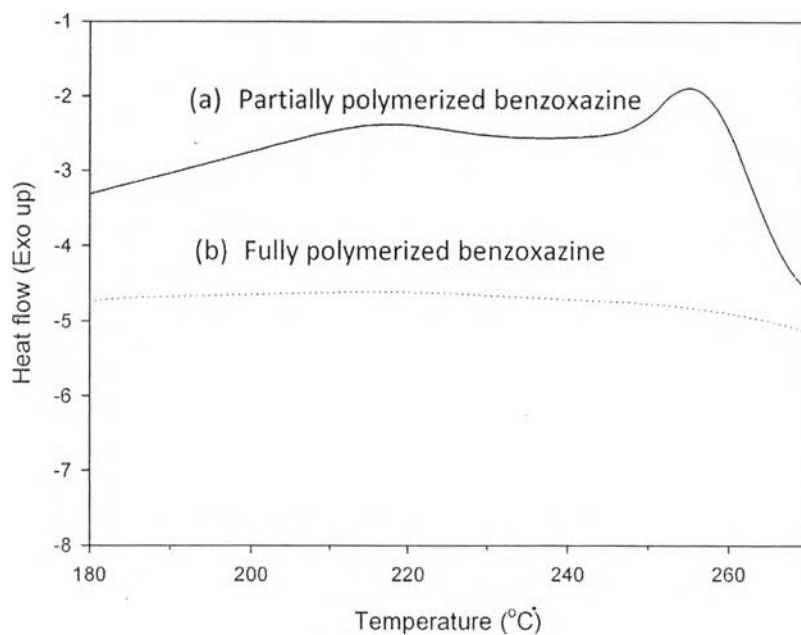 -1
-2
(a) Partially polymerized benzoxazine
-3
-4
(b) Fully polymerized benzoxazine
-5
-6
-7
-8
Heat flow (Exo up)
180 200 220 240 260
Temperature (°C)